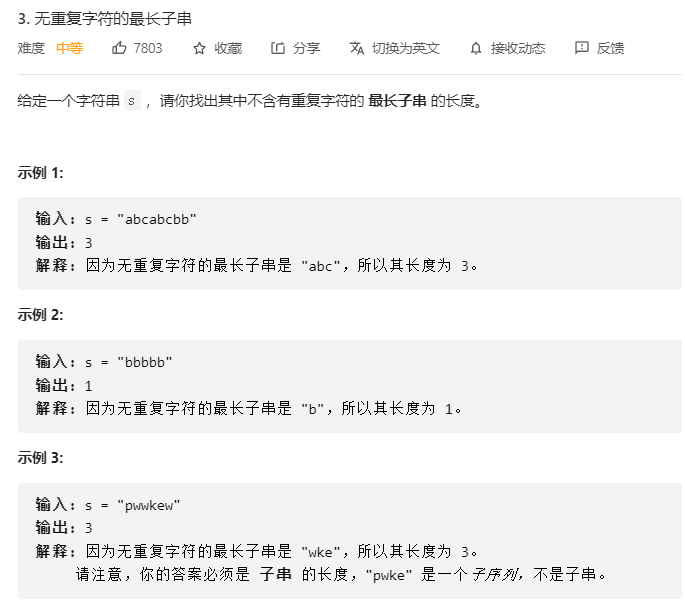 3. 无重复字符的最长子串
难度 中等 7803 收藏 分享 切换为英文 接收动态 反馈
给定一个字符串 s ，请你找出其中不含有重复字符的 最长子串 的长度。
示例 1:
输入: s = "abcabcbb"
输出: 3
解释: 因为无重复字符的最长子串是 "abc"，所以其长度为 3。
示例 2:
输入: s = "bbbbb"
输出: 1
解释: 因为无重复字符的最长子串是 "b"，所以其长度为 1。
示例 3:
输入: s = "pwwkew"
输出: 3
解释: 因为无重复字符的最长子串是 "wke"，所以其长度为 3。
请注意，你的答案必须是 子串 的长度，"pwke" 是一个子序列，不是子串。